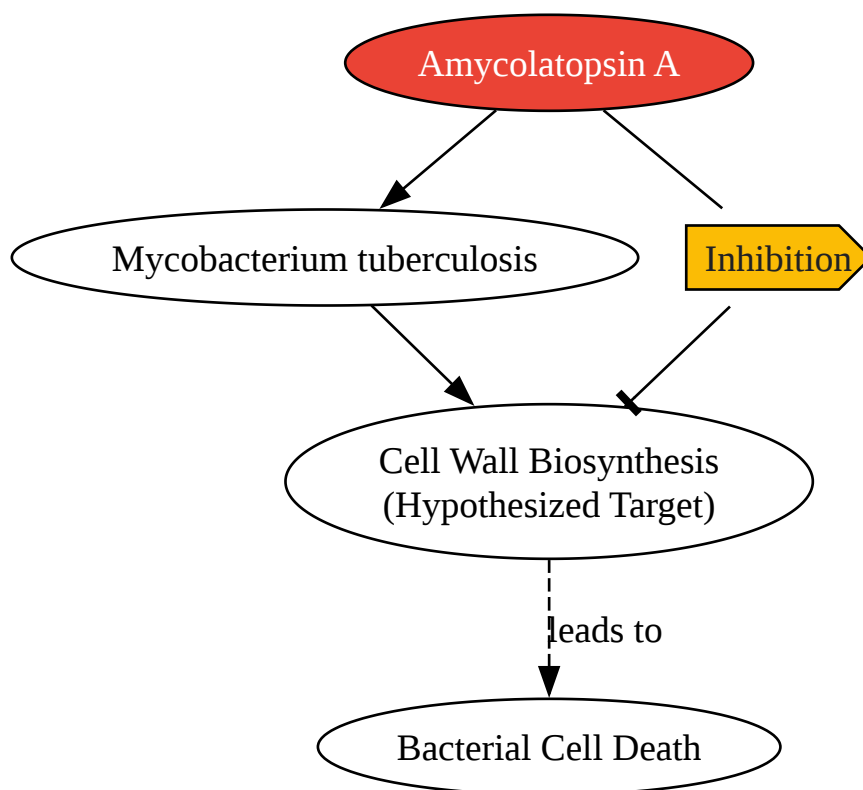 Amycolatopsin A
Mycobacterium tuberculosis
Inhibition
Cell Wall Biosynthesis
(Hypothesized Target)
leads to
Bacterial Cell Death